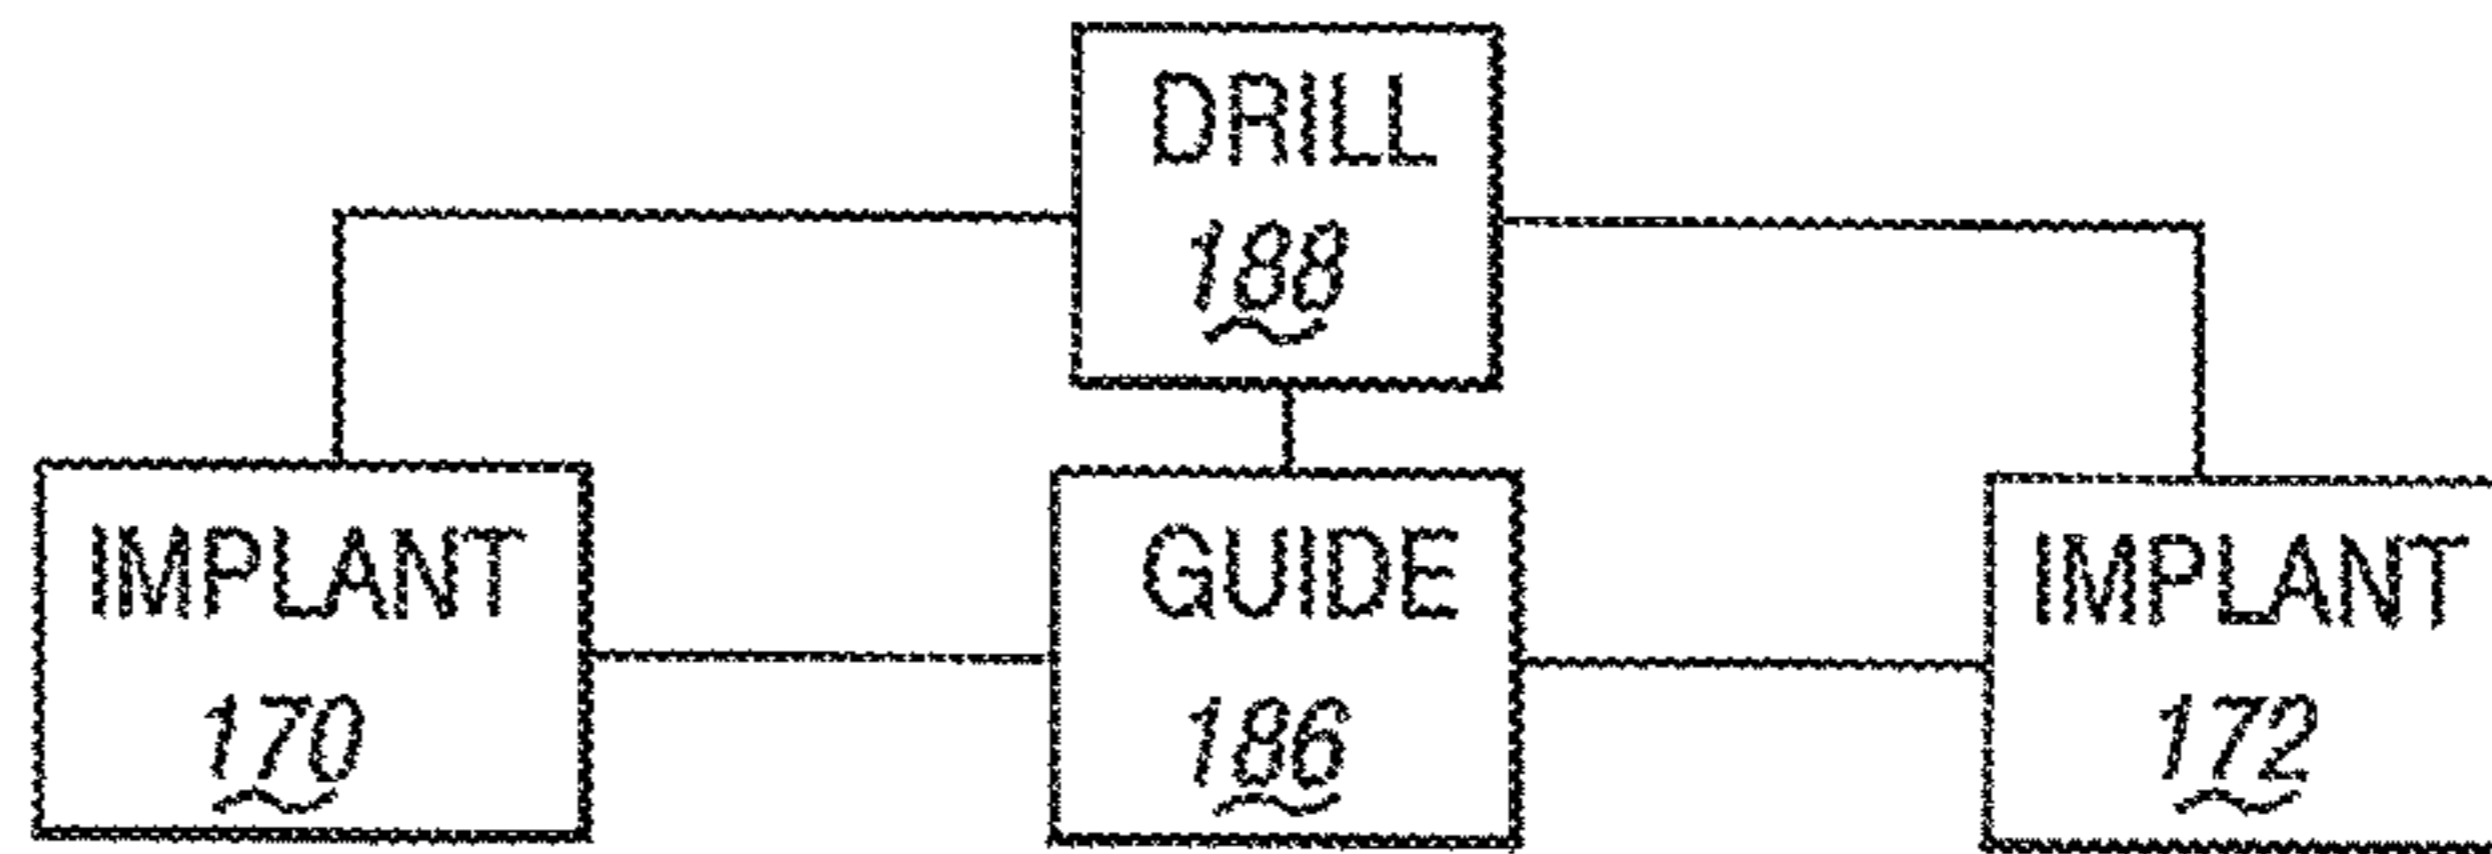 DRILL
188
IMPLANT
170
GUIDE
186
IMPLANT
172